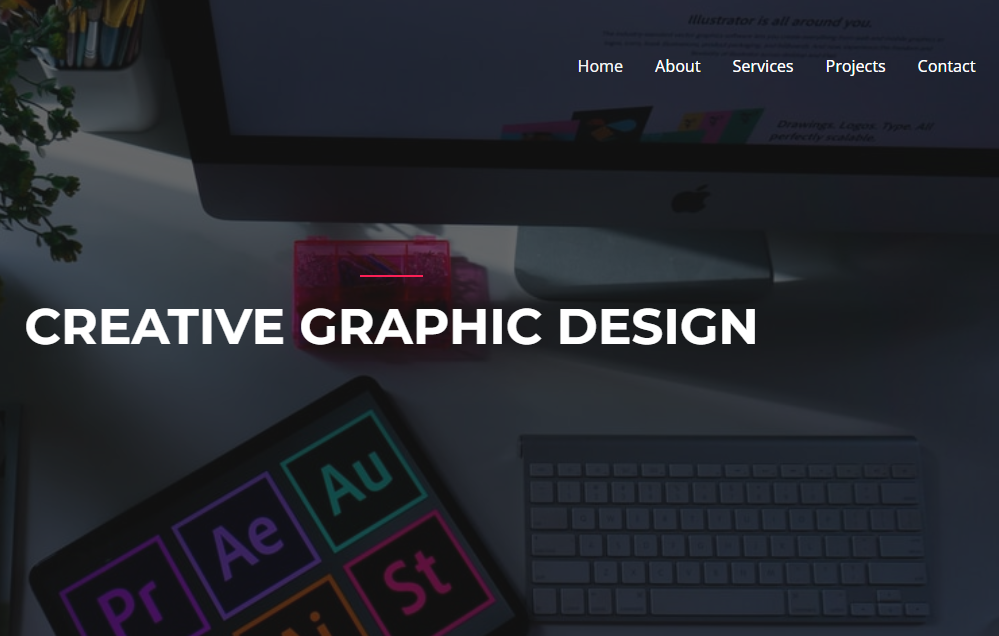 Illustrator is all around you.
Home About Services Projects Contact
Drawings. Logos. Type. All
perfectly scalable.
CREATIVE GRAPHIC DESIGN
Au
Ae
St
Pr
Ai